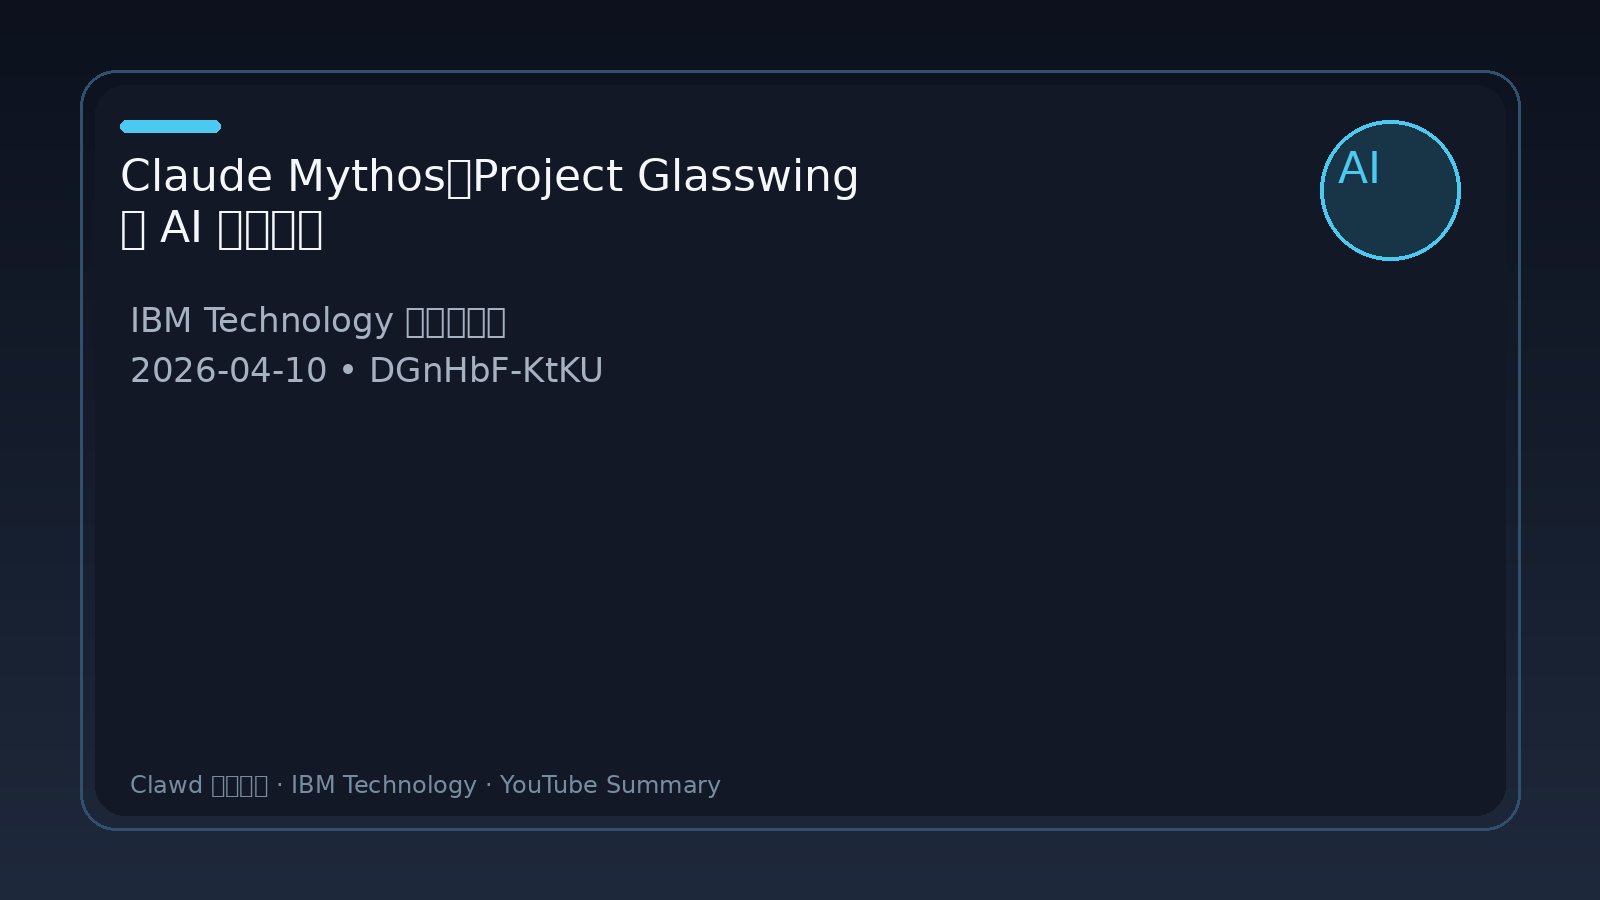 Claude Mythos Project Glasswing
AI
AI
IBM Technology
2026-04-10 • DGnHbF-KtKU
Clawd · IBM Technology · YouTube Summary